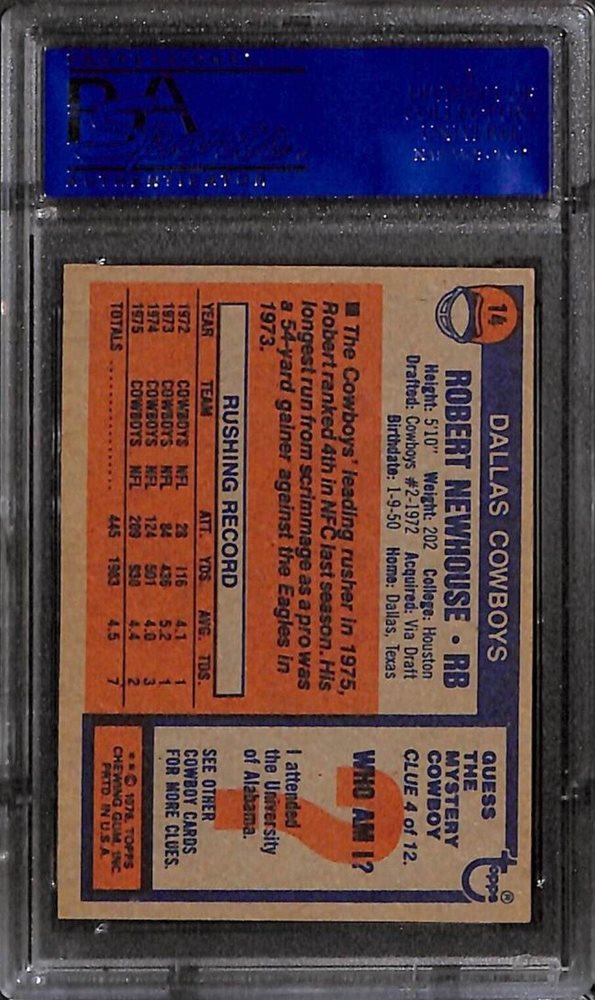 PSA
14
DALLAS COWBOYS
ROBERT NEWHOUSE • RB
Height: 5'10" Weight: 202 College: Houston
Drafted: Cowboys #2-1972 Acquired: Via Draft
Birthdate: 1-9-50 Home: Dallas, Texas
■ The Cowboys' leading rusher in 1975,
Robert ranked 4th in NFC last season. His
longest run from scrimmage as a pro was
a 54-yard gainer against the Eagles in
1973.
RUSHING RECORD
YEAR TEAM ATT. YDS. AVG. TDS.
1972 COWBOYS NFL 28 116 4.1 1
1973 COWBOYS NFL 84 436 5.2 1
1974 COWBOYS NFL 124 501 4.0 3
1975 COWBOYS NFL 209 930 4.4 2
TOTALS 445 1983 4.5 7
topps®
GUESS
THE
MYSTERY
COWBOY
CLUE 4 of 12.
WHO AM I?
?
I attended
the University
of Alabama.
SEE OTHER
COWBOY CARDS
FOR MORE CLUES.
** © 1976, TOPPS
CHEWING GUM, INC.
PRTD. IN U.S.A.